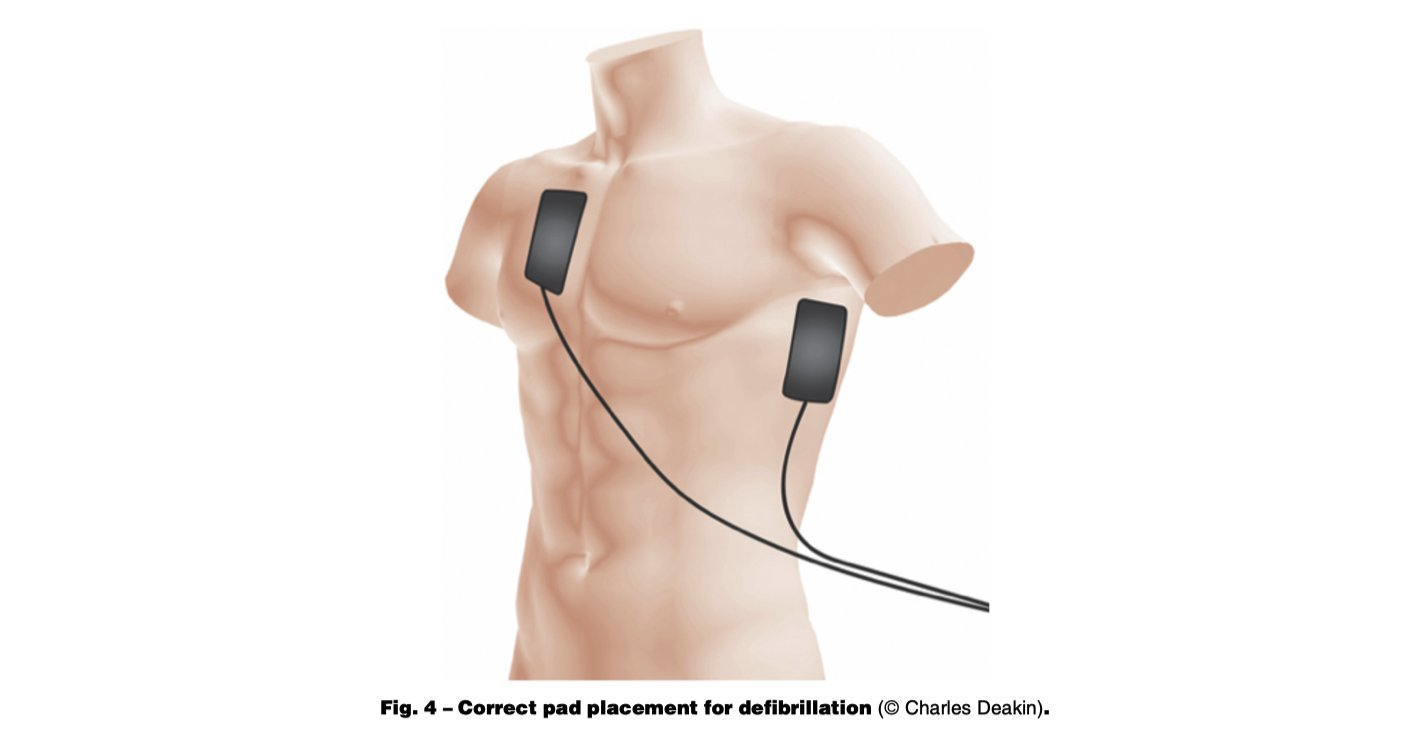 Fig. 4 – Correct pad placement for defibrillation (© Charles Deakin).